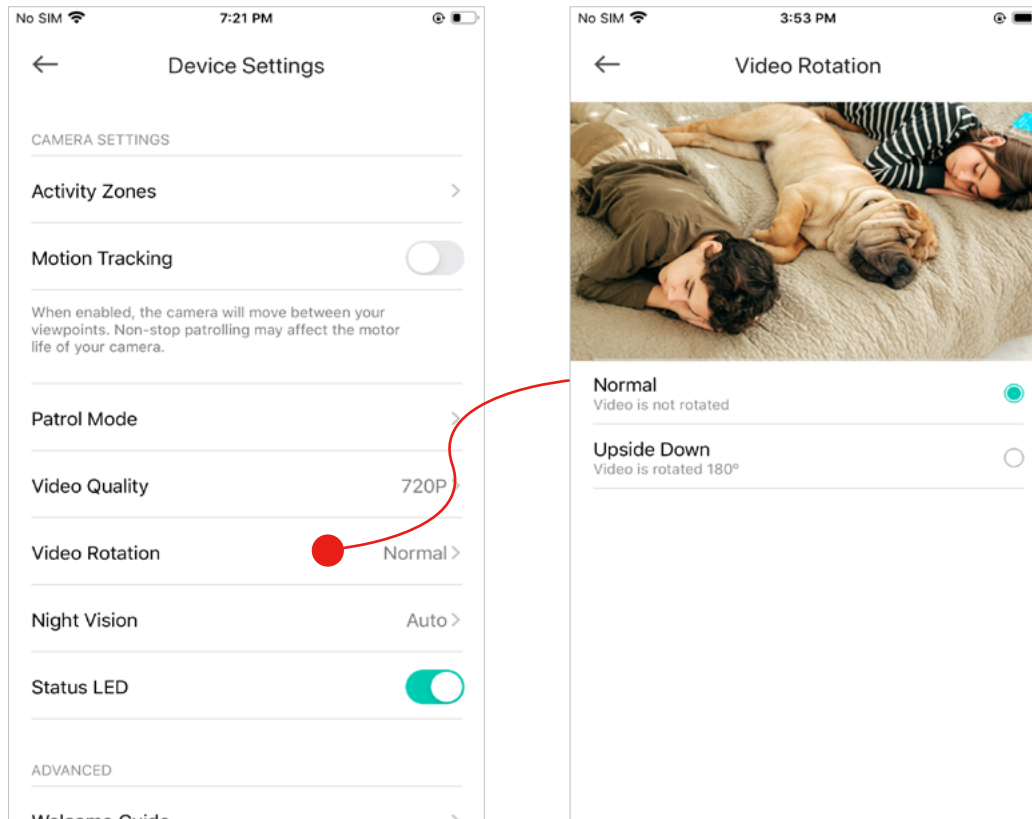 No SIM 7:21 PM
Device Settings
CAMERA SETTINGS
Activity Zones
Motion Tracking
When enabled, the camera will move between your
viewpoints. Non-stop patrolling may affect the motor
life of your camera.
Patrol Mode
Video Quality 720P
Video Rotation Normal
Night Vision Auto
Status LED
ADVANCED
Welcome Guide
No SIM 3:53 PM
Video Rotation
Normal
Video is not rotated
Upside Down
Video is rotated 180º